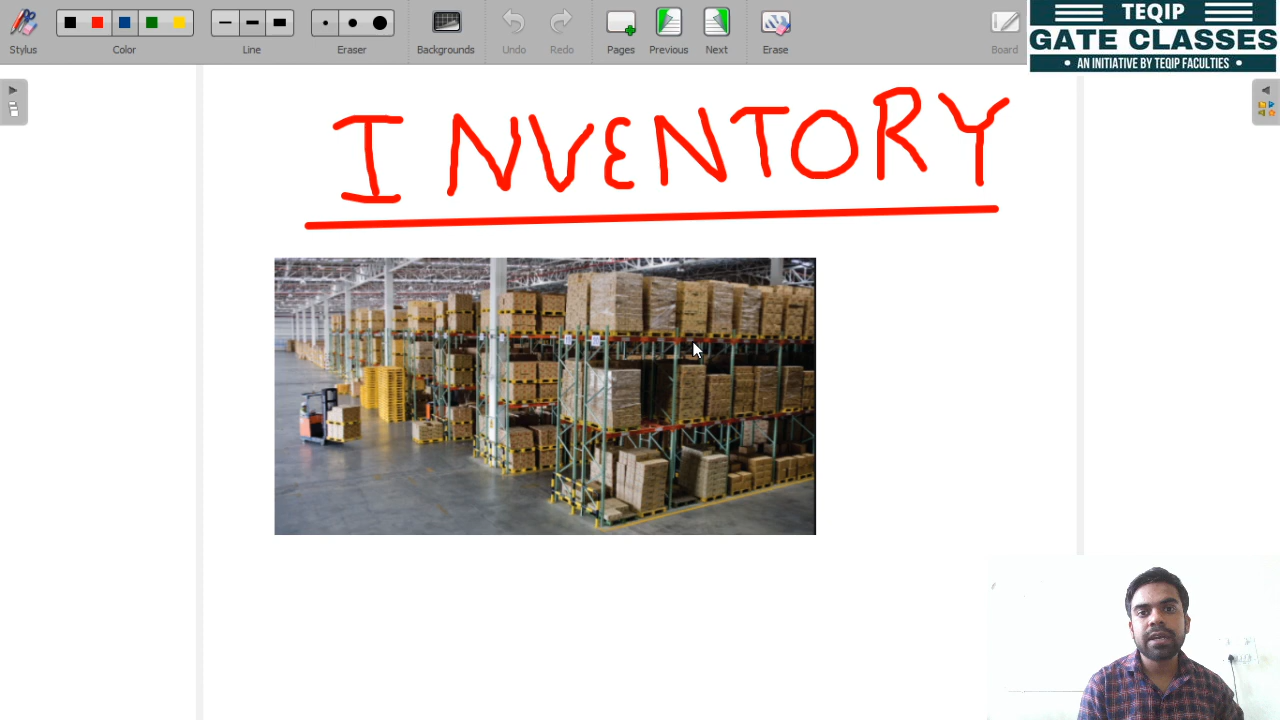 TEQIP
GATE CLASSES
• AN INITIATIVE BY TEQIP FACULTIES •
Stylus
Color
Line
Eraser
Backgrounds
Undo
Redo
Pages
Previous
Next
Erase
Board
INVENTORY